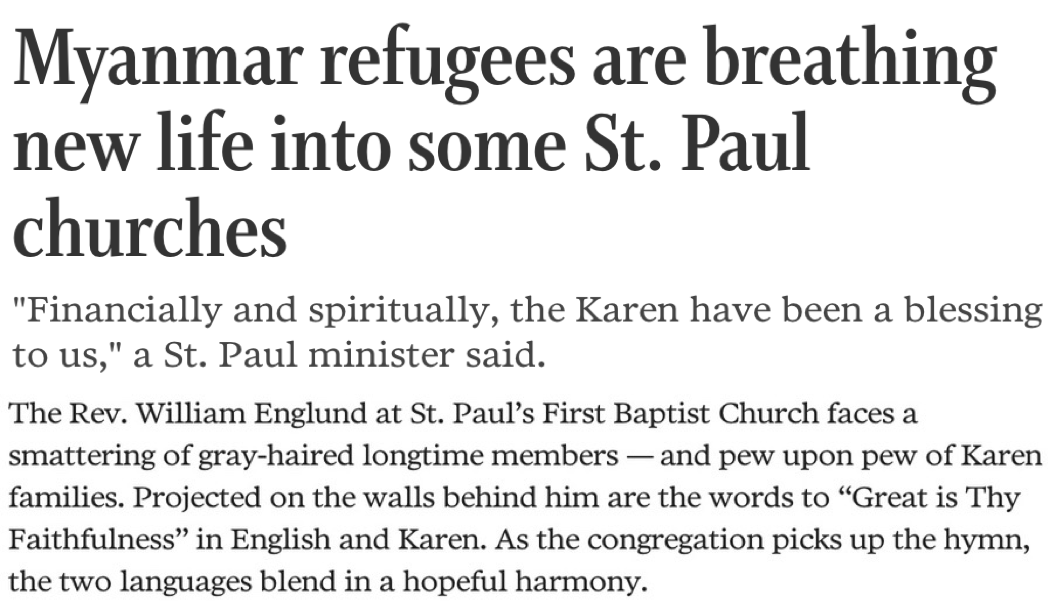 Myanmar refugees are breathing
new life into some St. Paul
churches
"Financially and spiritually, the Karen have been a blessing
to us," a St. Paul minister said.
The Rev. William Englund at St. Paul’s First Baptist Church faces a
smattering of gray-haired longtime members — and pew upon pew of Karen
families. Projected on the walls behind him are the words to “Great is Thy
Faithfulness” in English and Karen. As the congregation picks up the hymn,
the two languages blend in a hopeful harmony.